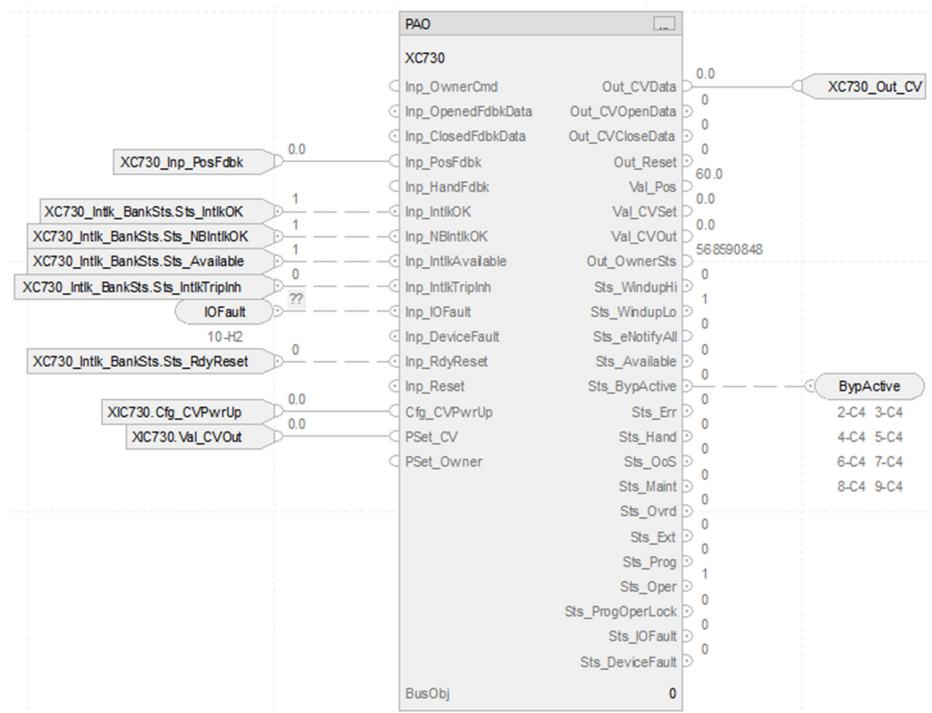 PAO
...
XC730
Inp_OwnerCmd Out_CVData 0.0 XC730_Out_CV
Inp_OpenedFdbkData Out_CVOpenData 0
Inp_ClosedFdbkData Out_CVCloseData 0
XC730_Inp_PosFdbk 0.0 Inp_PosFdbk Out_Reset 0
Inp_HandFdbk Val_Pos 60.0
XC730_Intlk_BankSts.Sts_IntlkOK 1 Inp_IntlkOK Val_CVSet 0.0
XC730_Intlk_BankSts.Sts_NBIntlkOK 1 Inp_NBIntlkOK Val_CVOut 0.0
XC730_Intlk_BankSts.Sts_Available 1 Inp_IntlkAvailable Out_OwnerSts 568590848
XC730_Intlk_BankSts.Sts_IntlkTripInh 0 Inp_IntlkTripInh Sts_WindupHi 0
IOFault ?? Inp_IOFault Sts_WindupLo 1
10-H2 Inp_DeviceFault Sts_eNotifyAll 0
XC730_Intlk_BankSts.Sts_RdyReset 0 Inp_RdyReset Sts_Available 0
Inp_Reset Sts_BypActive 0 BypActive
XIC730.Cfg_CVPwrUp 0.0 Cfg_CVPwrUp Sts_Err 0 2-C4 3-C4
XIC730.Val_CVOut 0.0 PSet_CV Sts_Hand 0 4-C4 5-C4
PSet_Owner Sts_OoS 0 6-C4 7-C4
Sts_Maint 0 8-C4 9-C4
Sts_Ovrd 0
Sts_Ext 0
Sts_Prog 0
Sts_Oper 1
Sts_ProgOperLock 0
Sts_IOFault 0
Sts_DeviceFault 0
BusObj 0